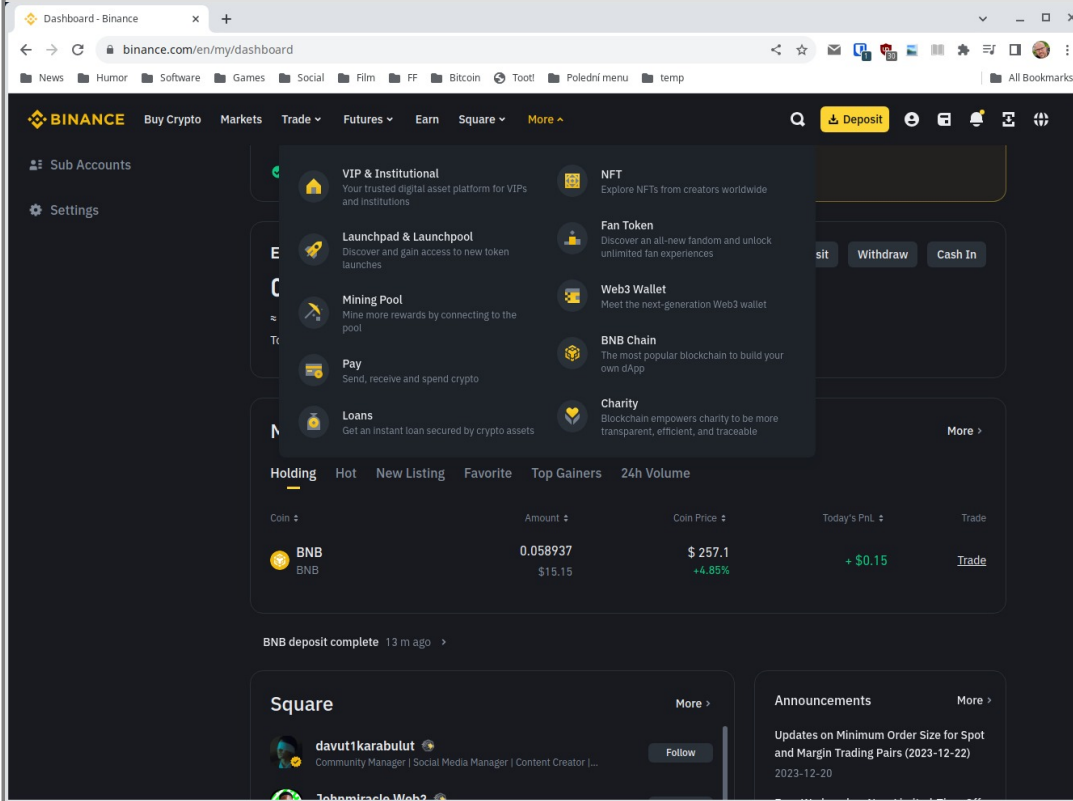 Dashboard - Binance
binance.com/en/my/dashboard
1
30
News Humor Software Games Social Film FF Bitcoin Toot! Polední menu temp All Bookmarks
BINANCE Buy Crypto Markets Trade Futures Earn Square More Deposit
Sub Accounts
Settings
VIP & Institutional
Your trusted digital asset platform for VIPs
and institutions
Launchpad & Launchpool
Discover and gain access to new token
launches
Mining Pool
Mine more rewards by connecting to the
pool
Pay
Send, receive and spend crypto
Loans
Get an instant loan secured by crypto assets
NFT
Explore NFTs from creators worldwide
Fan Token
Discover an all-new fandom and unlock
unlimited fan experiences
Web3 Wallet
Meet the next-generation Web3 wallet
BNB Chain
The most popular blockchain to build your
own dApp
Charity
Blockchain empowers charity to be more
transparent, efficient, and traceable
sit Withdraw Cash In
More
Holding Hot New Listing Favorite Top Gainers 24h Volume
Coin Amount Coin Price Today's PnL Trade
BNB 0.058937 $ 257.1 + $0.15 Trade
BNB $15.15 +4.85%
BNB deposit complete 13 m ago
Square More
davut1karabulut
Community Manager | Social Media Manager | Content Creator |...
Follow
Johnmiracle Web2
Announcements More
Updates on Minimum Order Size for Spot
and Margin Trading Pairs (2023-12-22)
2023-12-20